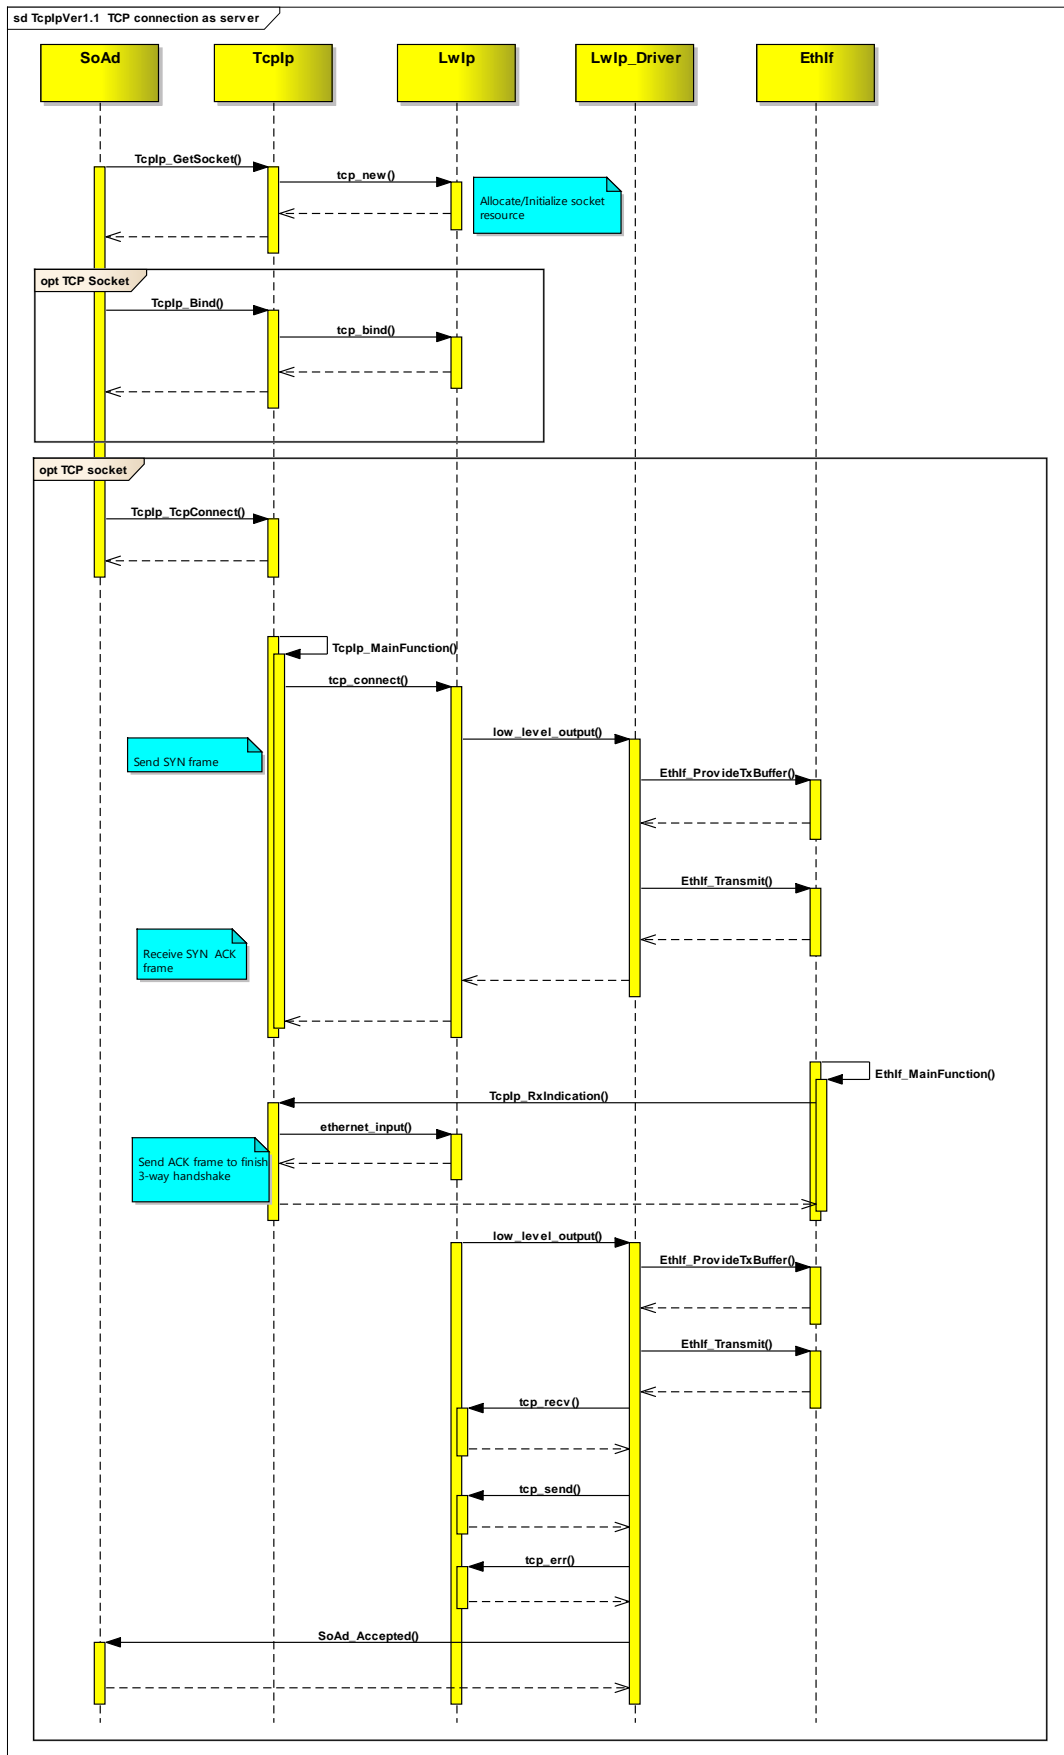 sd TcpIpVer1.1  TCP connection as server
SoAd
TcpIp
LwIp
LwIp_Driver
EthIf
TcpIp_GetSocket()
tcp_new()
Allocate/Initialize socket
resource
opt TCP Socket
TcpIp_Bind()
tcp_bind()
opt TCP socket
TcpIp_TcpConnect()
TcpIp_MainFunction()
tcp_connect()
low_level_output()
Send SYN frame
EthIf_ProvideTxBuffer()
EthIf_Transmit()
Receive SYN  ACK
frame
EthIf_MainFunction()
TcpIp_RxIndication()
ethernet_input()
Send ACK frame to finish
3-way handshake
low_level_output()
EthIf_ProvideTxBuffer()
EthIf_Transmit()
tcp_recv()
tcp_send()
tcp_err()
SoAd_Accepted()